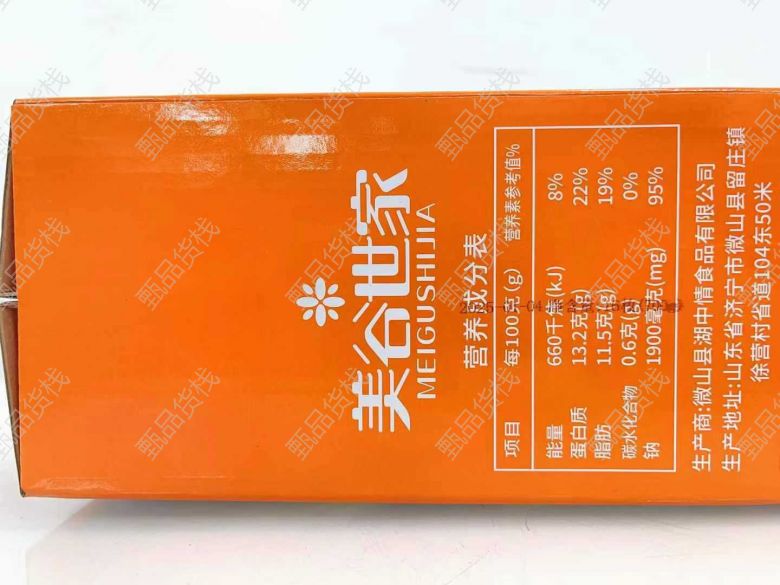 美谷世家
MEIGUSHIJIA
营养成分表
项目 每100克(g) 营养素参考值%
能量 660千焦(kJ) 8%
蛋白质 13.2克(g) 22%
脂肪 11.5克(g) 19%
碳水化合物 0.6克(g) 0%
钠 1900毫克(mg) 95%
生产商:微山县湖中情食品有限公司
生产地址:山东省济宁市微山县留庄镇
徐营村省道104东50米
甄品货栈